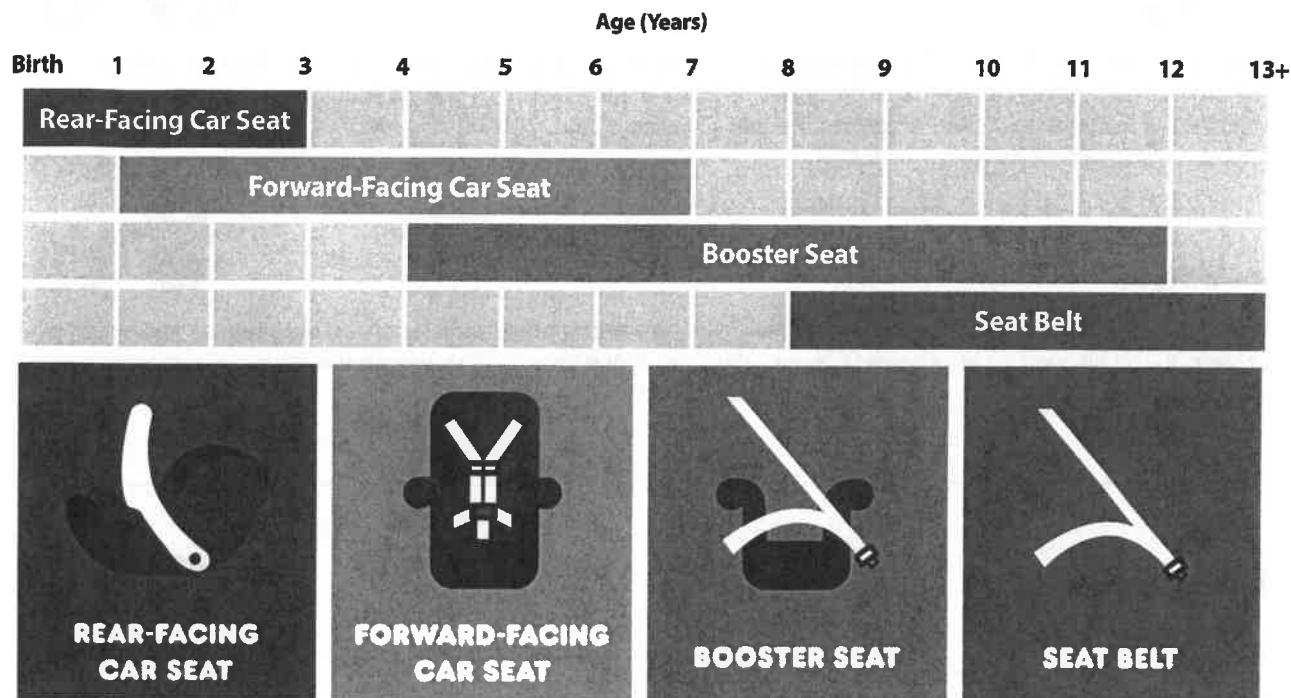 Age (Years)
Birth 1 2 3 4 5 6 7 8 9 10 11 12 13+
Rear-Facing Car Seat
Forward-Facing Car Seat
Booster Seat
Seat Belt
REAR-FACING
CAR SEAT
FORWARD-FACING
CAR SEAT
BOOSTER SEAT
SEAT BELT